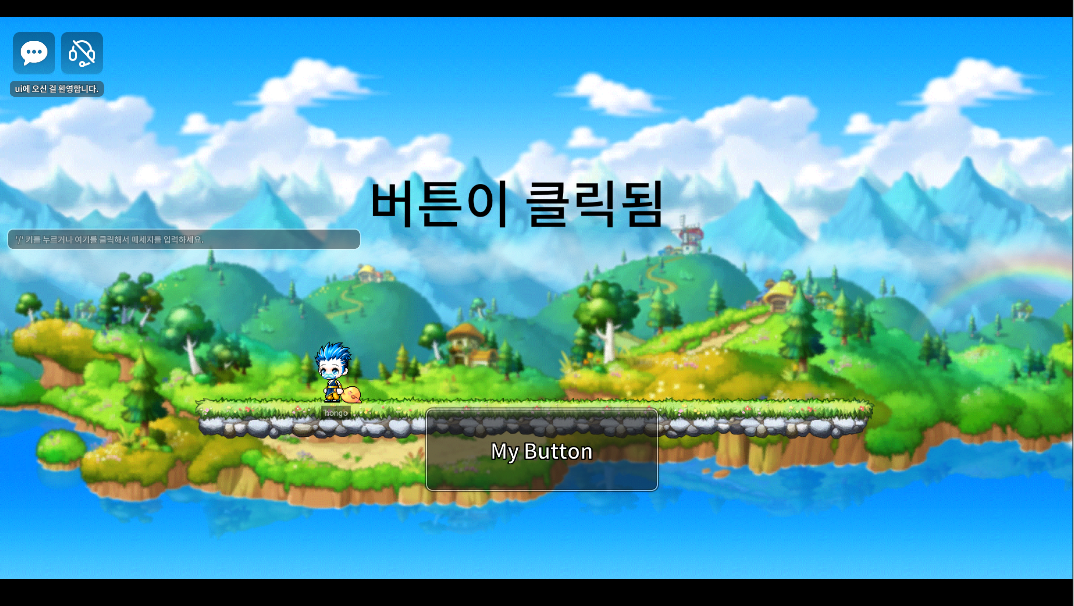 ui에 오신 걸 환영합니다.
버튼이 클릭됨
'/' 키를 누르거나 여기를 클릭해서 메세지를 입력하세요.
hongo
My Button